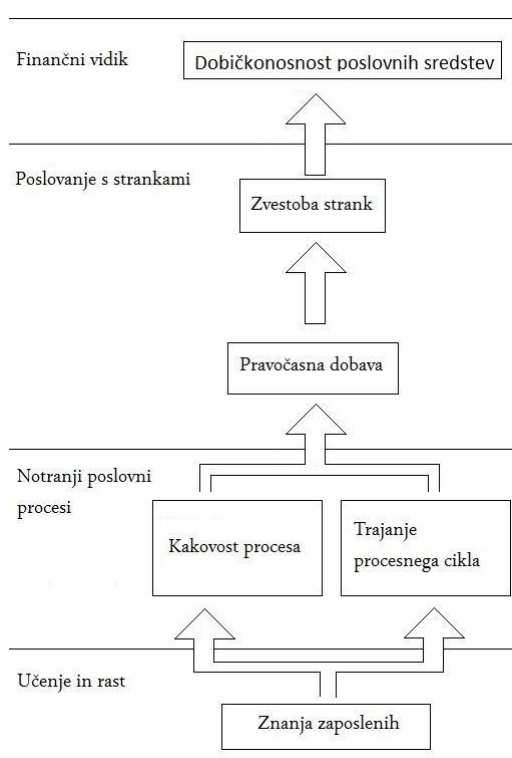 Finančni vidik
Dobičkonosnost poslovnih sredstev
Poslovanje s strankami
Zvestoba strank
Pravočasna dobava
Notranji poslovni
procesi
Kakovost procesa
Trajanje
procesnega cikla
Učenje in rast
Znanja zaposlenih